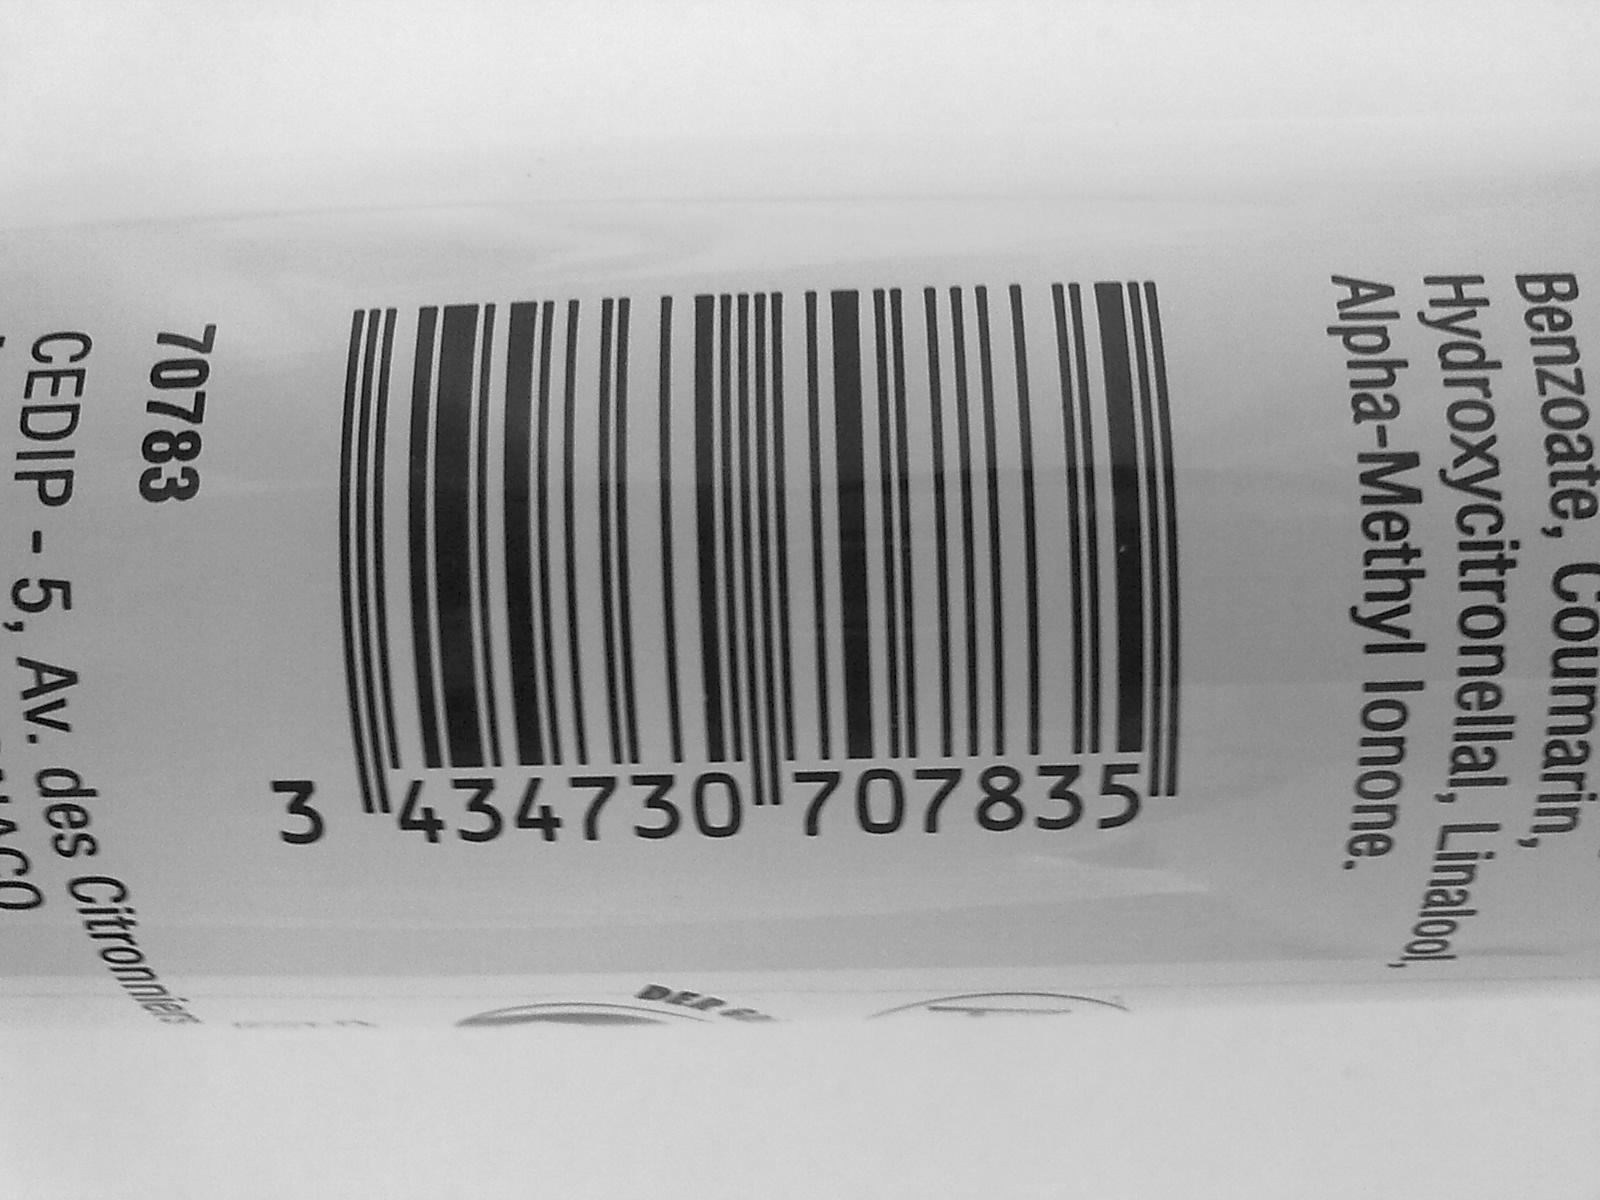 Benzoate, Coumarin,
Hydroxycitronellal, Linalool,
Alpha-Methyl Ionone.
3 434730 707835
70783
CEDIP - 5, Av. des Citronniers